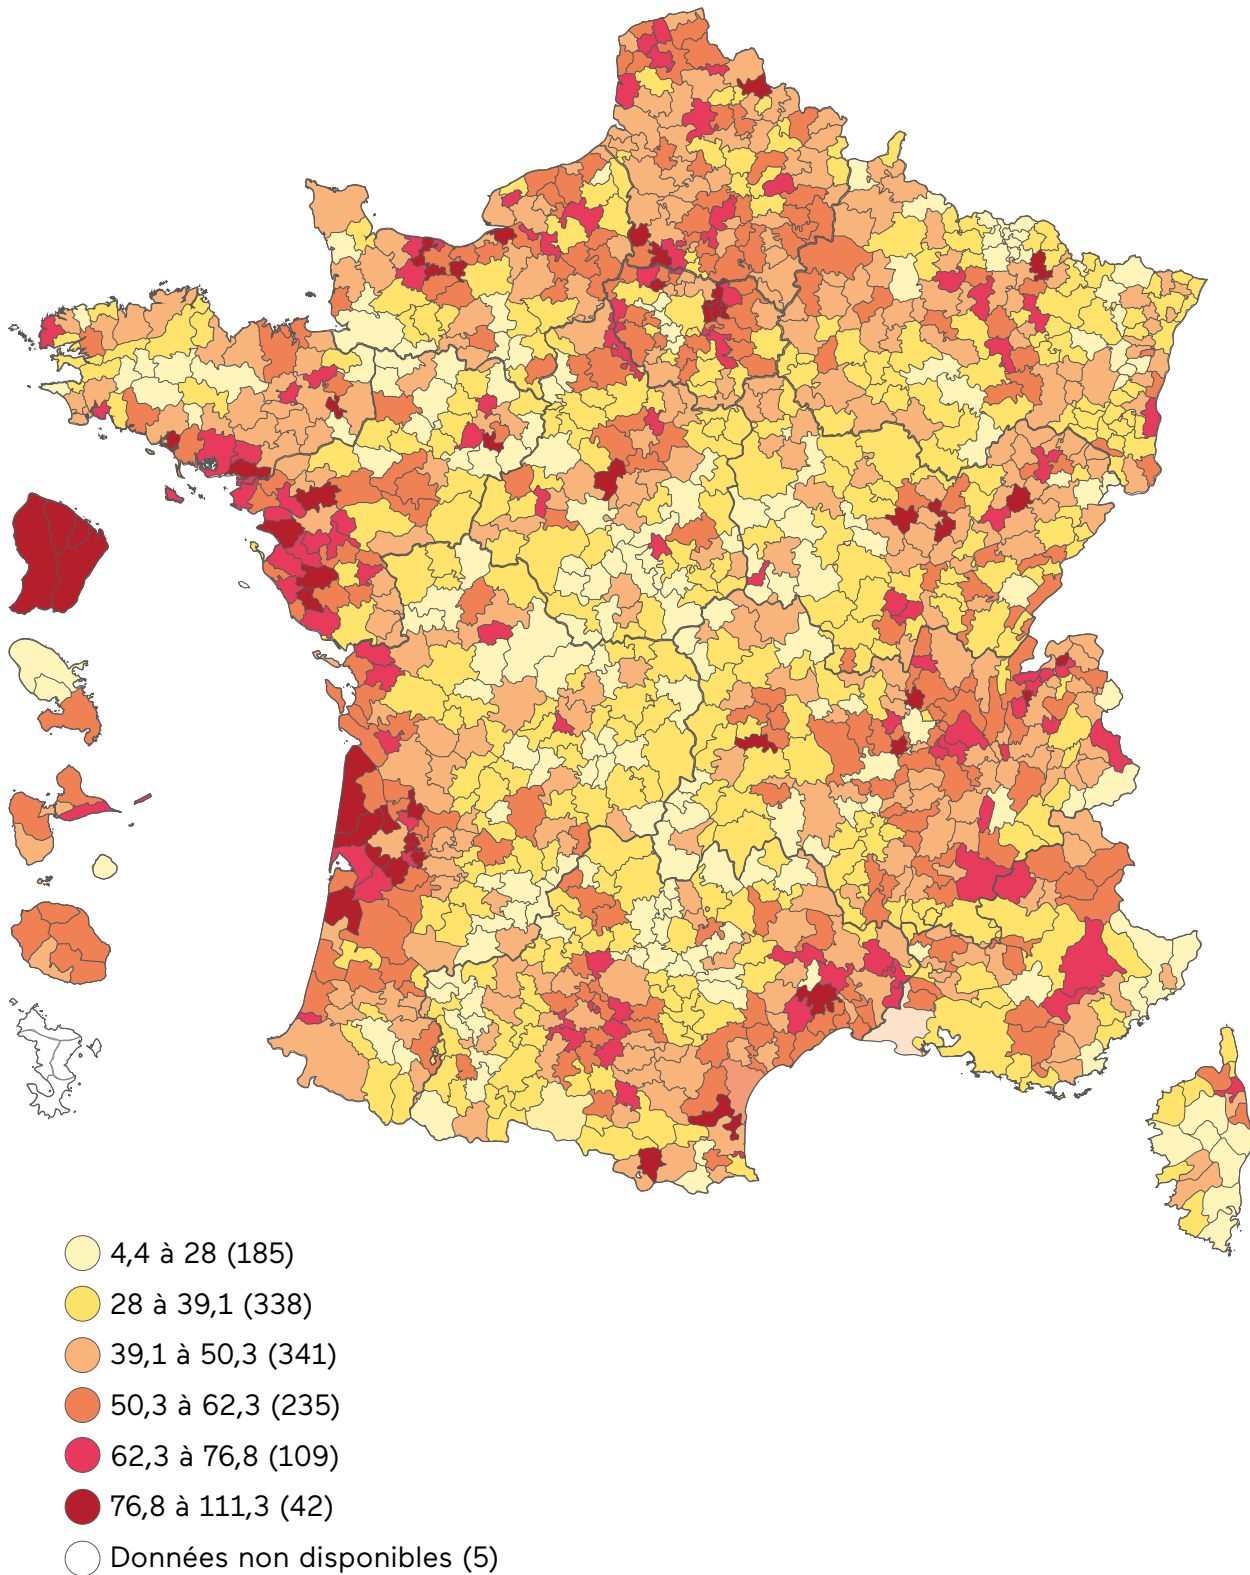 4,4 à 28 (185)
28 à 39,1 (338)
39,1 à 50,3 (341)
50,3 à 62,3 (235)
62,3 à 76,8 (109)
76,8 à 111,3 (42)
Données non disponibles (5)